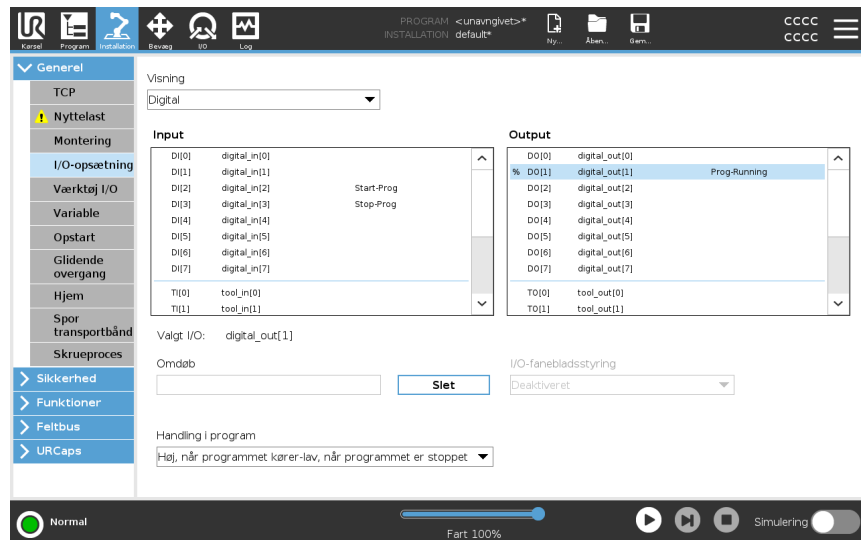 UR
Kørsel Program Installation Bevæg I/O Log
PROGRAM <unavngivet>*
INSTALLATION default*
Ny... Åben... Gem...
CCCC
CCCC
Generel
TCP
Nyttelast
Montering
I/O-opsætning
Værktøj I/O
Variable
Opstart
Glidende
overgang
Hjem
Spor
transportbånd
Skrueproces
Sikkerhed
Funktioner
Feltbus
URCaps
Visning
Digital
Input
DI[0] digital_in[0]
DI[1] digital_in[1]
DI[2] digital_in[2] Start-Prog
DI[3] digital_in[3] Stop-Prog
DI[4] digital_in[4]
DI[5] digital_in[5]
DI[6] digital_in[6]
DI[7] digital_in[7]
TI[0] tool_in[0]
TI[1] tool_in[1]
Output
DO[0] digital_out[0]
% DO[1] digital_out[1] Prog-Running
DO[2] digital_out[2]
DO[3] digital_out[3]
DO[4] digital_out[4]
DO[5] digital_out[5]
DO[6] digital_out[6]
DO[7] digital_out[7]
TO[0] tool_out[0]
TO[1] tool_out[1]
Valgt I/O: digital_out[1]
Omdøb
Slet
I/O-fanebladsstyring
Deaktiveret
Handling i program
Høj, når programmet kører-lav, når programmet er stoppet
Normal
Fart 100%
Simulering